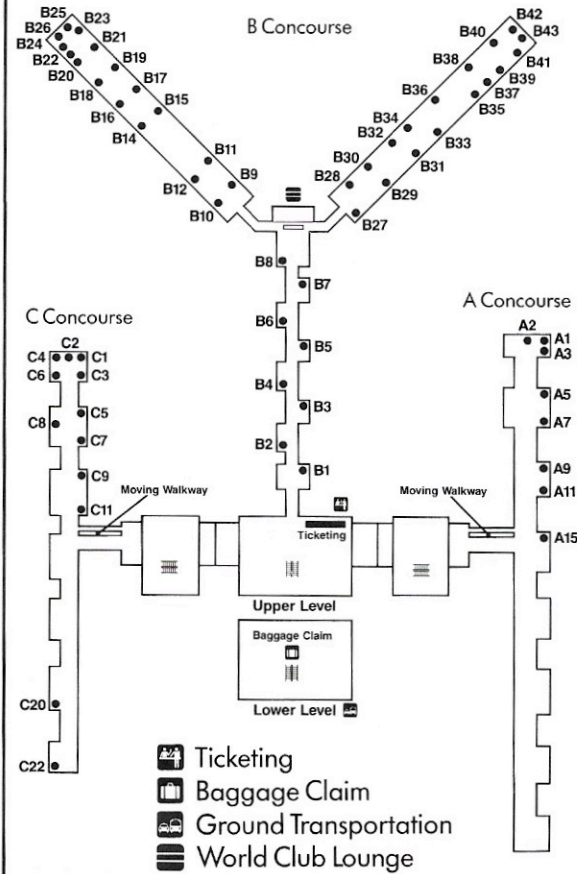 B Concourse
B25
B23
B26
B21
B24
B22
B19
B20
B17
B18
B15
B16
B14
B11
B12
B9
B10
B42
B40
B43
B38
B41
B39
B36
B37
B35
B34
B32
B33
B30
B31
B28
B29
B27
B8
B7
B6
B5
B4
B3
B2
B1
C Concourse
C2
C4
C1
C6
C3
C5
C8
C7
C9
C11
C20
C22
A Concourse
A2
A1
A3
A5
A7
A9
A11
A15
Moving Walkway
Moving Walkway
Ticketing
Upper Level
Baggage Claim
Lower Level
Ticketing
Baggage Claim
Ground Transportation
World Club Lounge